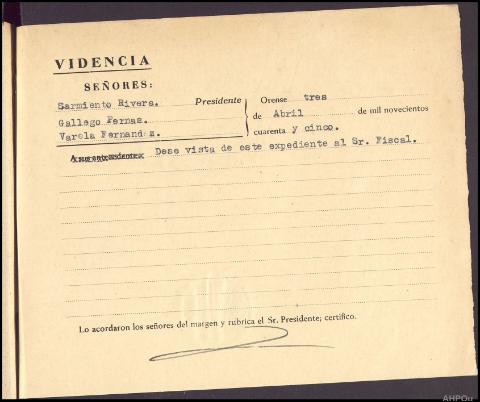 VIDENCIA
SEÑORES:
Sarmiento Rivera. Presidente
Gallego Fernas.
Varela Fernandez.
Orense tres
de Abril de mil novecientos
cuarenta y cinco.
A sus antecedentes. Dese vista de este expediente al Sr. Fiscal.
Lo acordaron los señores del margen y rubrica el Sr. Presidente; certifico.
AHPOu